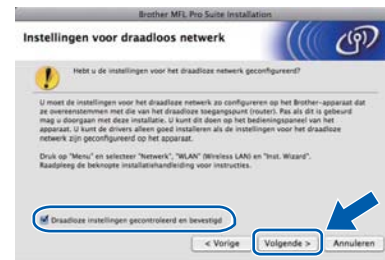 Brother MFL Pro Suite Installation
Instellingen voor draadloos netwerk
Hebt u de instellingen voor het draadloze netwerk geconfigureerd?
U moet de instellingen voor het draadloze netwerk zo configureren op het Brother-apparaat dat
ze overeenstemmen met die van het draadloze toegangspunt (router). Pas als dit is gebeurd
mag u doorgaan met deze installatie. U kunt dit doen op het bedieningspaneel van het
apparaat. U kunt de drivers alleen goed installeren als de instellingen voor het draadloze
netwerk zijn geconfigureerd op het apparaat.
Druk op "Menu" en selecteer "Netwerk", "WLAN" (Wireless LAN) en "Inst. Wizard".
Raadpleeg de beknopte installatiehandleiding voor instructies.
Draadloze instellingen gecontroleerd en bevestigd
< Vorige Volgende > Annuleren